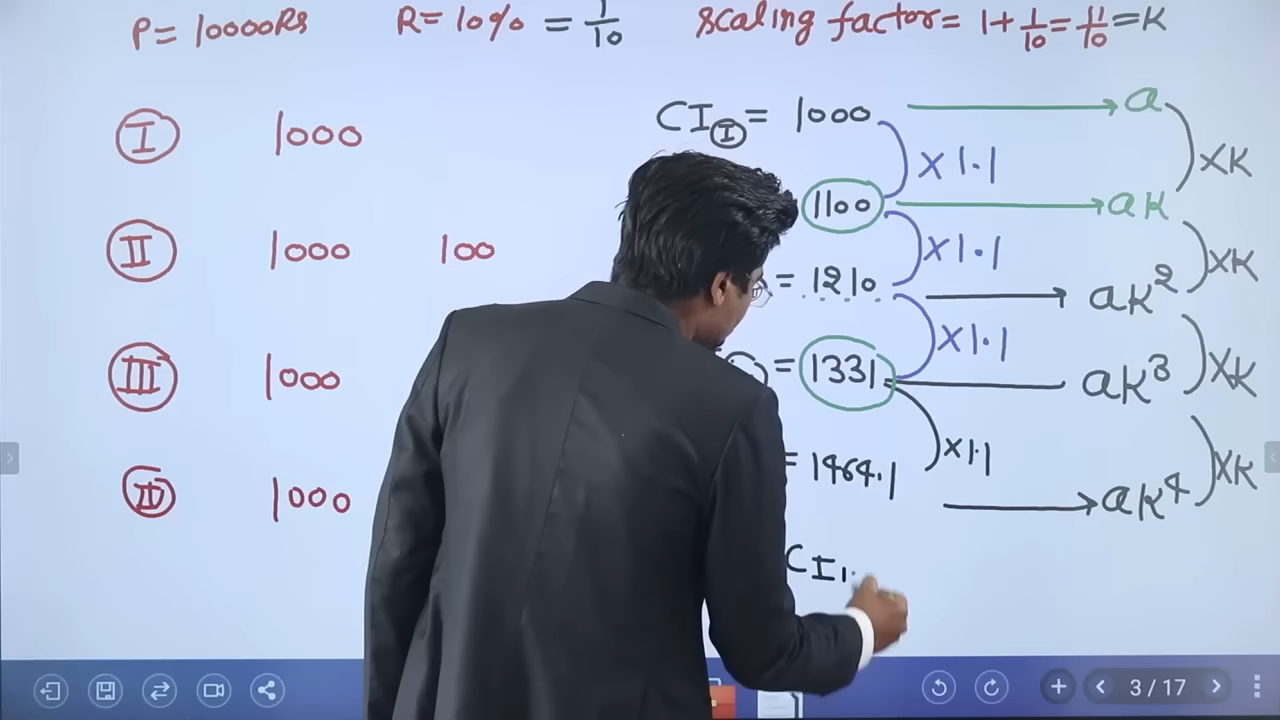 P= 10000Rs R= 10% = 1/10 scaling factor= 1+1/10=11/10=K
I 1000 CI I = 1000 → a
×1.1 ×K
1100 → ak
II 1000 100 ×1.1 ×K
= 1210 → ak²
×1.1 ×K
III 1000 = 1331 — ak³
×1.1 ×K
IV 1000 = 1464.1 → ak⁴
CI
3 / 17